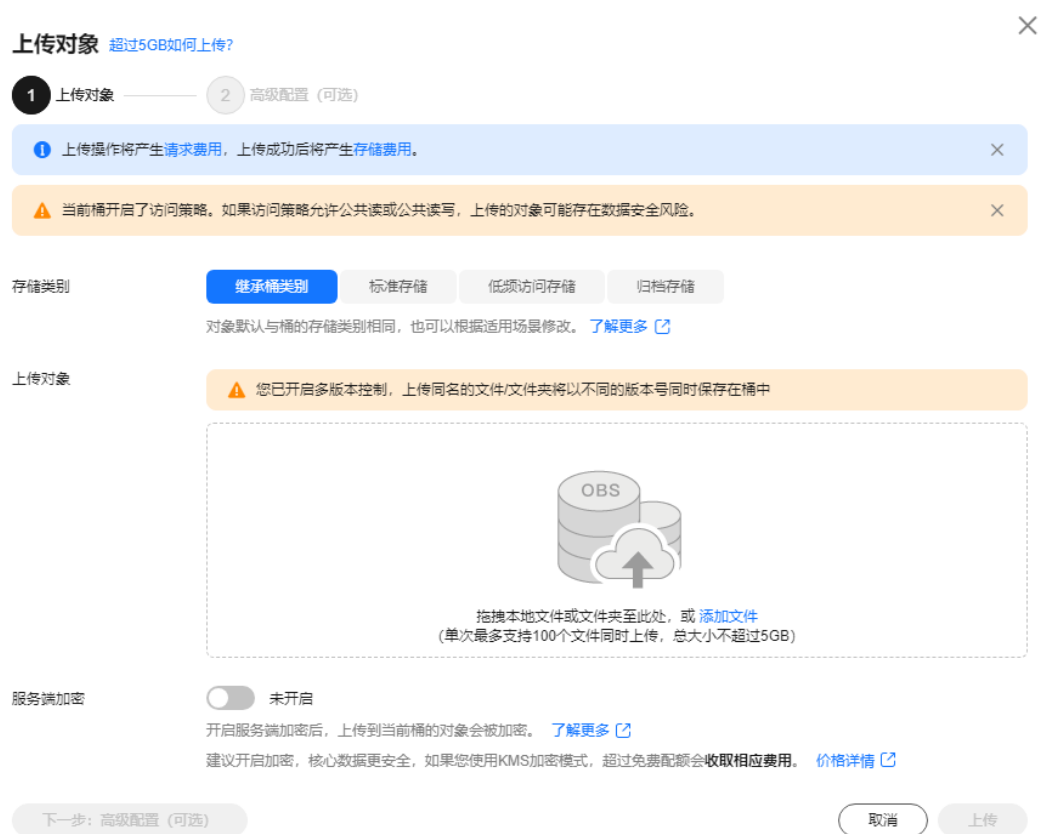 上传对象 超过5GB如何上传?
1 上传对象 2 高级配置（可选）
上传操作将产生请求费用，上传成功后将产生存储费用。
当前桶开启了访问策略。如果访问策略允许公共读或公共读写，上传的对象可能存在数据安全风险。
存储类别 继承桶类别 标准存储 低频访问存储 归档存储
对象默认与桶的存储类别相同，也可以根据适用场景修改。 了解更多
上传对象 您已开启多版本控制，上传同名的文件/文件夹将以不同的版本号同时保存在桶中
OBS
拖拽本地文件或文件夹至此处，或 添加文件
（单次最多支持100个文件同时上传，总大小不超过5GB）
服务端加密 未开启
开启服务端加密后，上传到当前桶的对象会被加密。 了解更多
建议开启加密，核心数据更安全，如果您使用KMS加密模式，超过免费配额会收取相应费用。 价格详情
下一步：高级配置（可选） 取消 上传